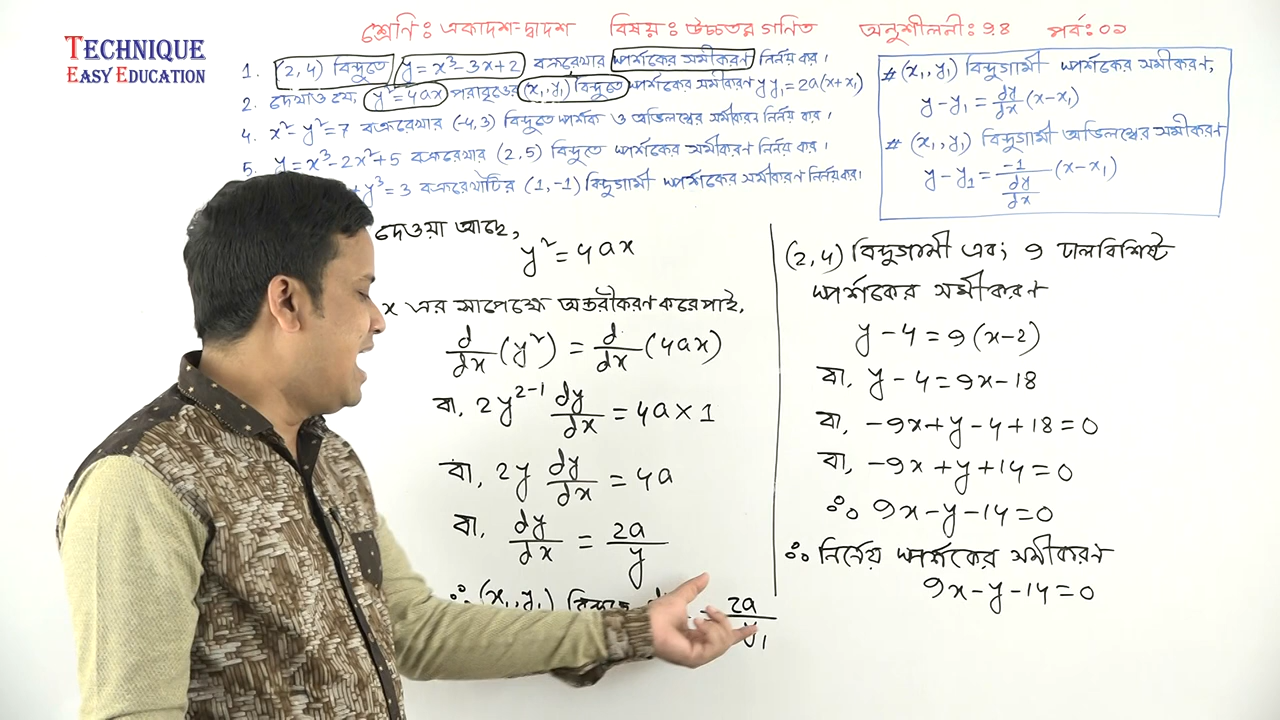 TECHNIQUE
EASY EDUCATION
শ্রেণি : একাদশ-দ্বাদশ বিষয় : উচ্চতর গণিত অনুশীলনী : ৭.৪ পর্ব : ০১
1. (2, 4) বিন্দুতে y = x³ - 3x + 2 বক্ররেখার স্পর্শকের সমীকরণ নির্ণয় কর।
2. দেখাও যে, y² = 4ax পরাবৃত্তের (x₁, y₁) বিন্দুতে স্পর্শকের সমীকরণ yy₁ = 2a(x + x₁)
4. x² - y² = 7 বক্ররেখার (-4, 3) বিন্দুতে স্পর্শক ও অভিলম্বের সমীকরণ নির্ণয় কর।
5. y = x³ - 2x² + 5 বক্ররেখার (2, 5) বিন্দুতে স্পর্শকের সমীকরণ নির্ণয় কর।
+ y³ = 3 বক্ররেখাটির (1, -1) বিন্দুগামী স্পর্শকের সমীকরণ নির্ণয় কর।
# (x₁, y₁) বিন্দুগামী স্পর্শকের সমীকরণ,
y - y₁ = dy/dx (x - x₁)
# (x₁, y₁) বিন্দুগামী অভিলম্বের সমীকরণ
y - y₁ = -1/(dy/dx) (x - x₁)
দেওয়া আছে,
y² = 4ax
x এর সাপেক্ষে অন্তরীকরণ করে পাই,
d/dx (y²) = d/dx (4ax)
বা, 2y²⁻¹ dy/dx = 4a × 1
বা, 2y dy/dx = 4a
বা, dy/dx = 2a/y
∴ (x₁, y₁) বিন্দুতে = 2a/y₁
(2, 4) বিন্দুগামী এবং 9 ঢালবিশিষ্ট
স্পর্শকের সমীকরণ
y - 4 = 9(x - 2)
বা, y - 4 = 9x - 18
বা, -9x + y - 4 + 18 = 0
বা, -9x + y + 14 = 0
∴ 9x - y - 14 = 0
∴ নির্ণেয় স্পর্শকের সমীকরণ
9x - y - 14 = 0